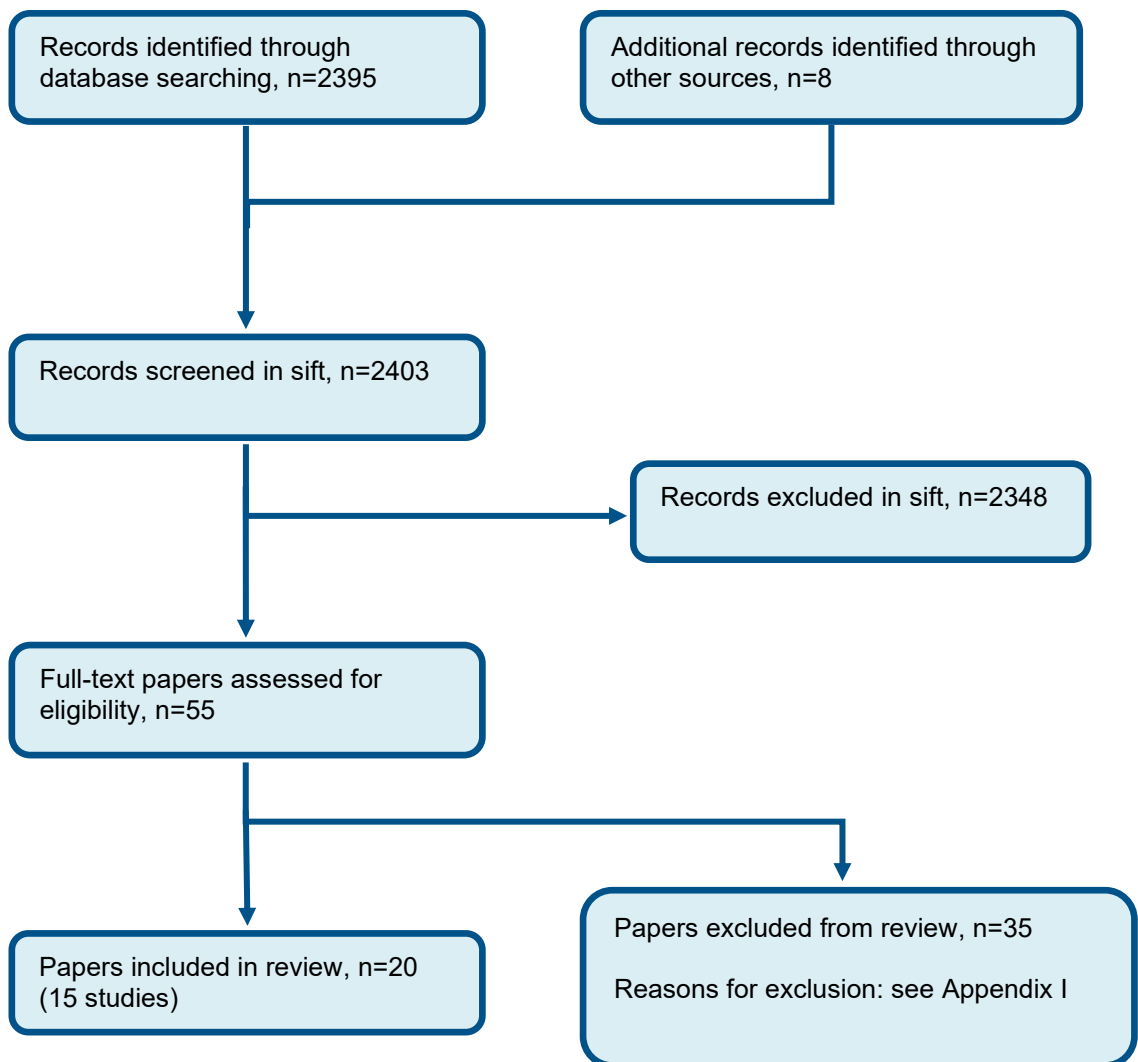 Records identified through
database searching, n=2395
Additional records identified through
other sources, n=8
Records screened in sift, n=2403
Records excluded in sift, n=2348
Full-text papers assessed for
eligibility, n=55
Papers included in review, n=20
(15 studies)
Papers excluded from review, n=35
Reasons for exclusion: see Appendix I